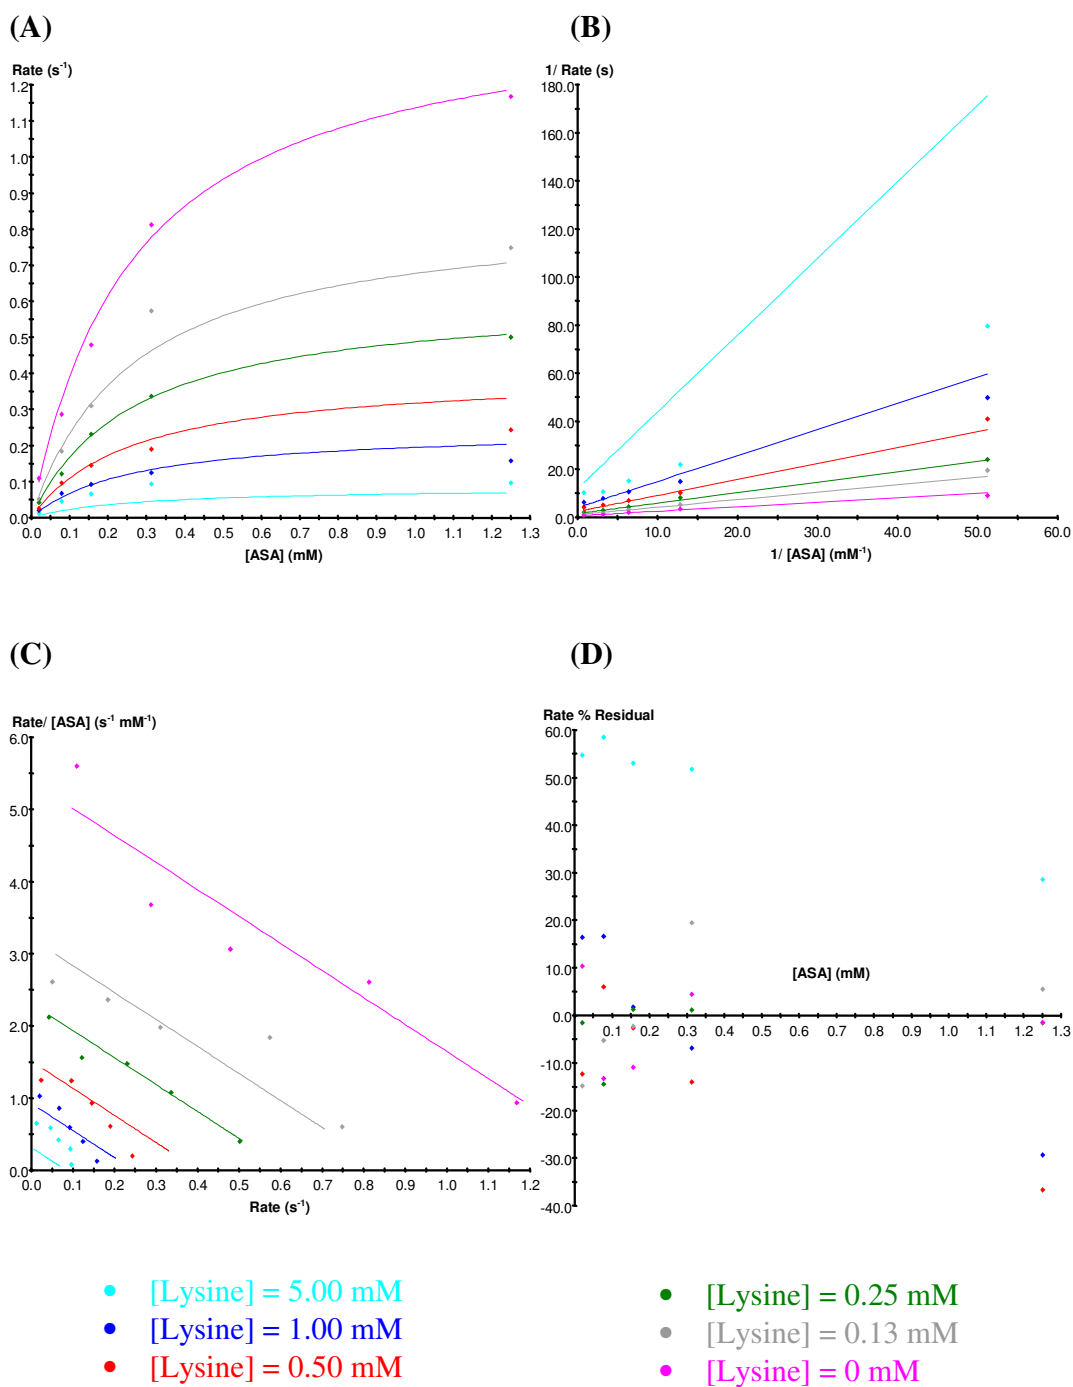 (A)
Rate (s⁻¹)
1.2
1.1
1.0
0.9
0.8
0.7
0.6
0.5
0.4
0.3
0.2
0.1
0.0
0.0 0.1 0.2 0.3 0.4 0.5 0.6 0.7 0.8 0.9 1.0 1.1 1.2 1.3
[ASA] (mM)
(B)
1/ Rate (s)
180.0
160.0
140.0
120.0
100.0
80.0
60.0
40.0
20.0
0.0
0.0 10.0 20.0 30.0 40.0 50.0 60.0
1/ [ASA] (mM⁻¹)
(C)
Rate/ [ASA] (s⁻¹ mM⁻¹)
6.0
5.0
4.0
3.0
2.0
1.0
0.0
0.0 0.1 0.2 0.3 0.4 0.5 0.6 0.7 0.8 0.9 1.0 1.1 1.2
Rate (s⁻¹)
(D)
Rate % Residual
60.0
50.0
40.0
30.0
20.0
10.0
0.0
-10.0
-20.0
-30.0
-40.0
[ASA] (mM)
0.1 0.2 0.3 0.4 0.5 0.6 0.7 0.8 0.9 1.0 1.1 1.2 1.3
[Lysine] = 5.00 mM
[Lysine] = 1.00 mM
[Lysine] = 0.50 mM
[Lysine] = 0.25 mM
[Lysine] = 0.13 mM
[Lysine] = 0 mM